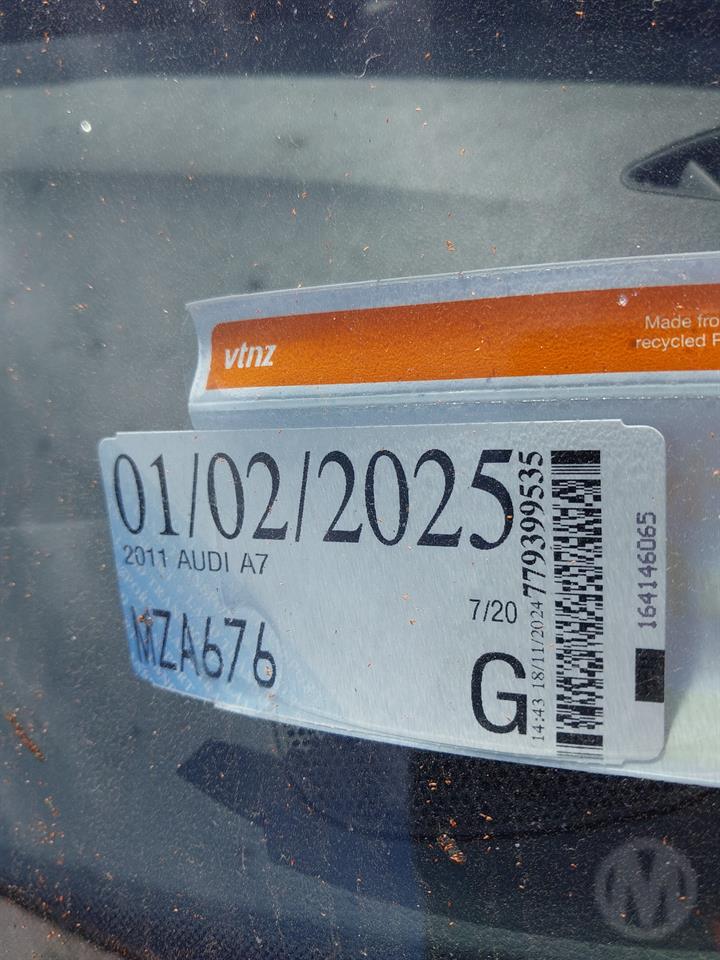 vtnz
Made fro
recycled P
01/02/2025
2011 AUDI A7
7/20
MZA676
G
14:43 18/11/2024
779399535
164146065
M